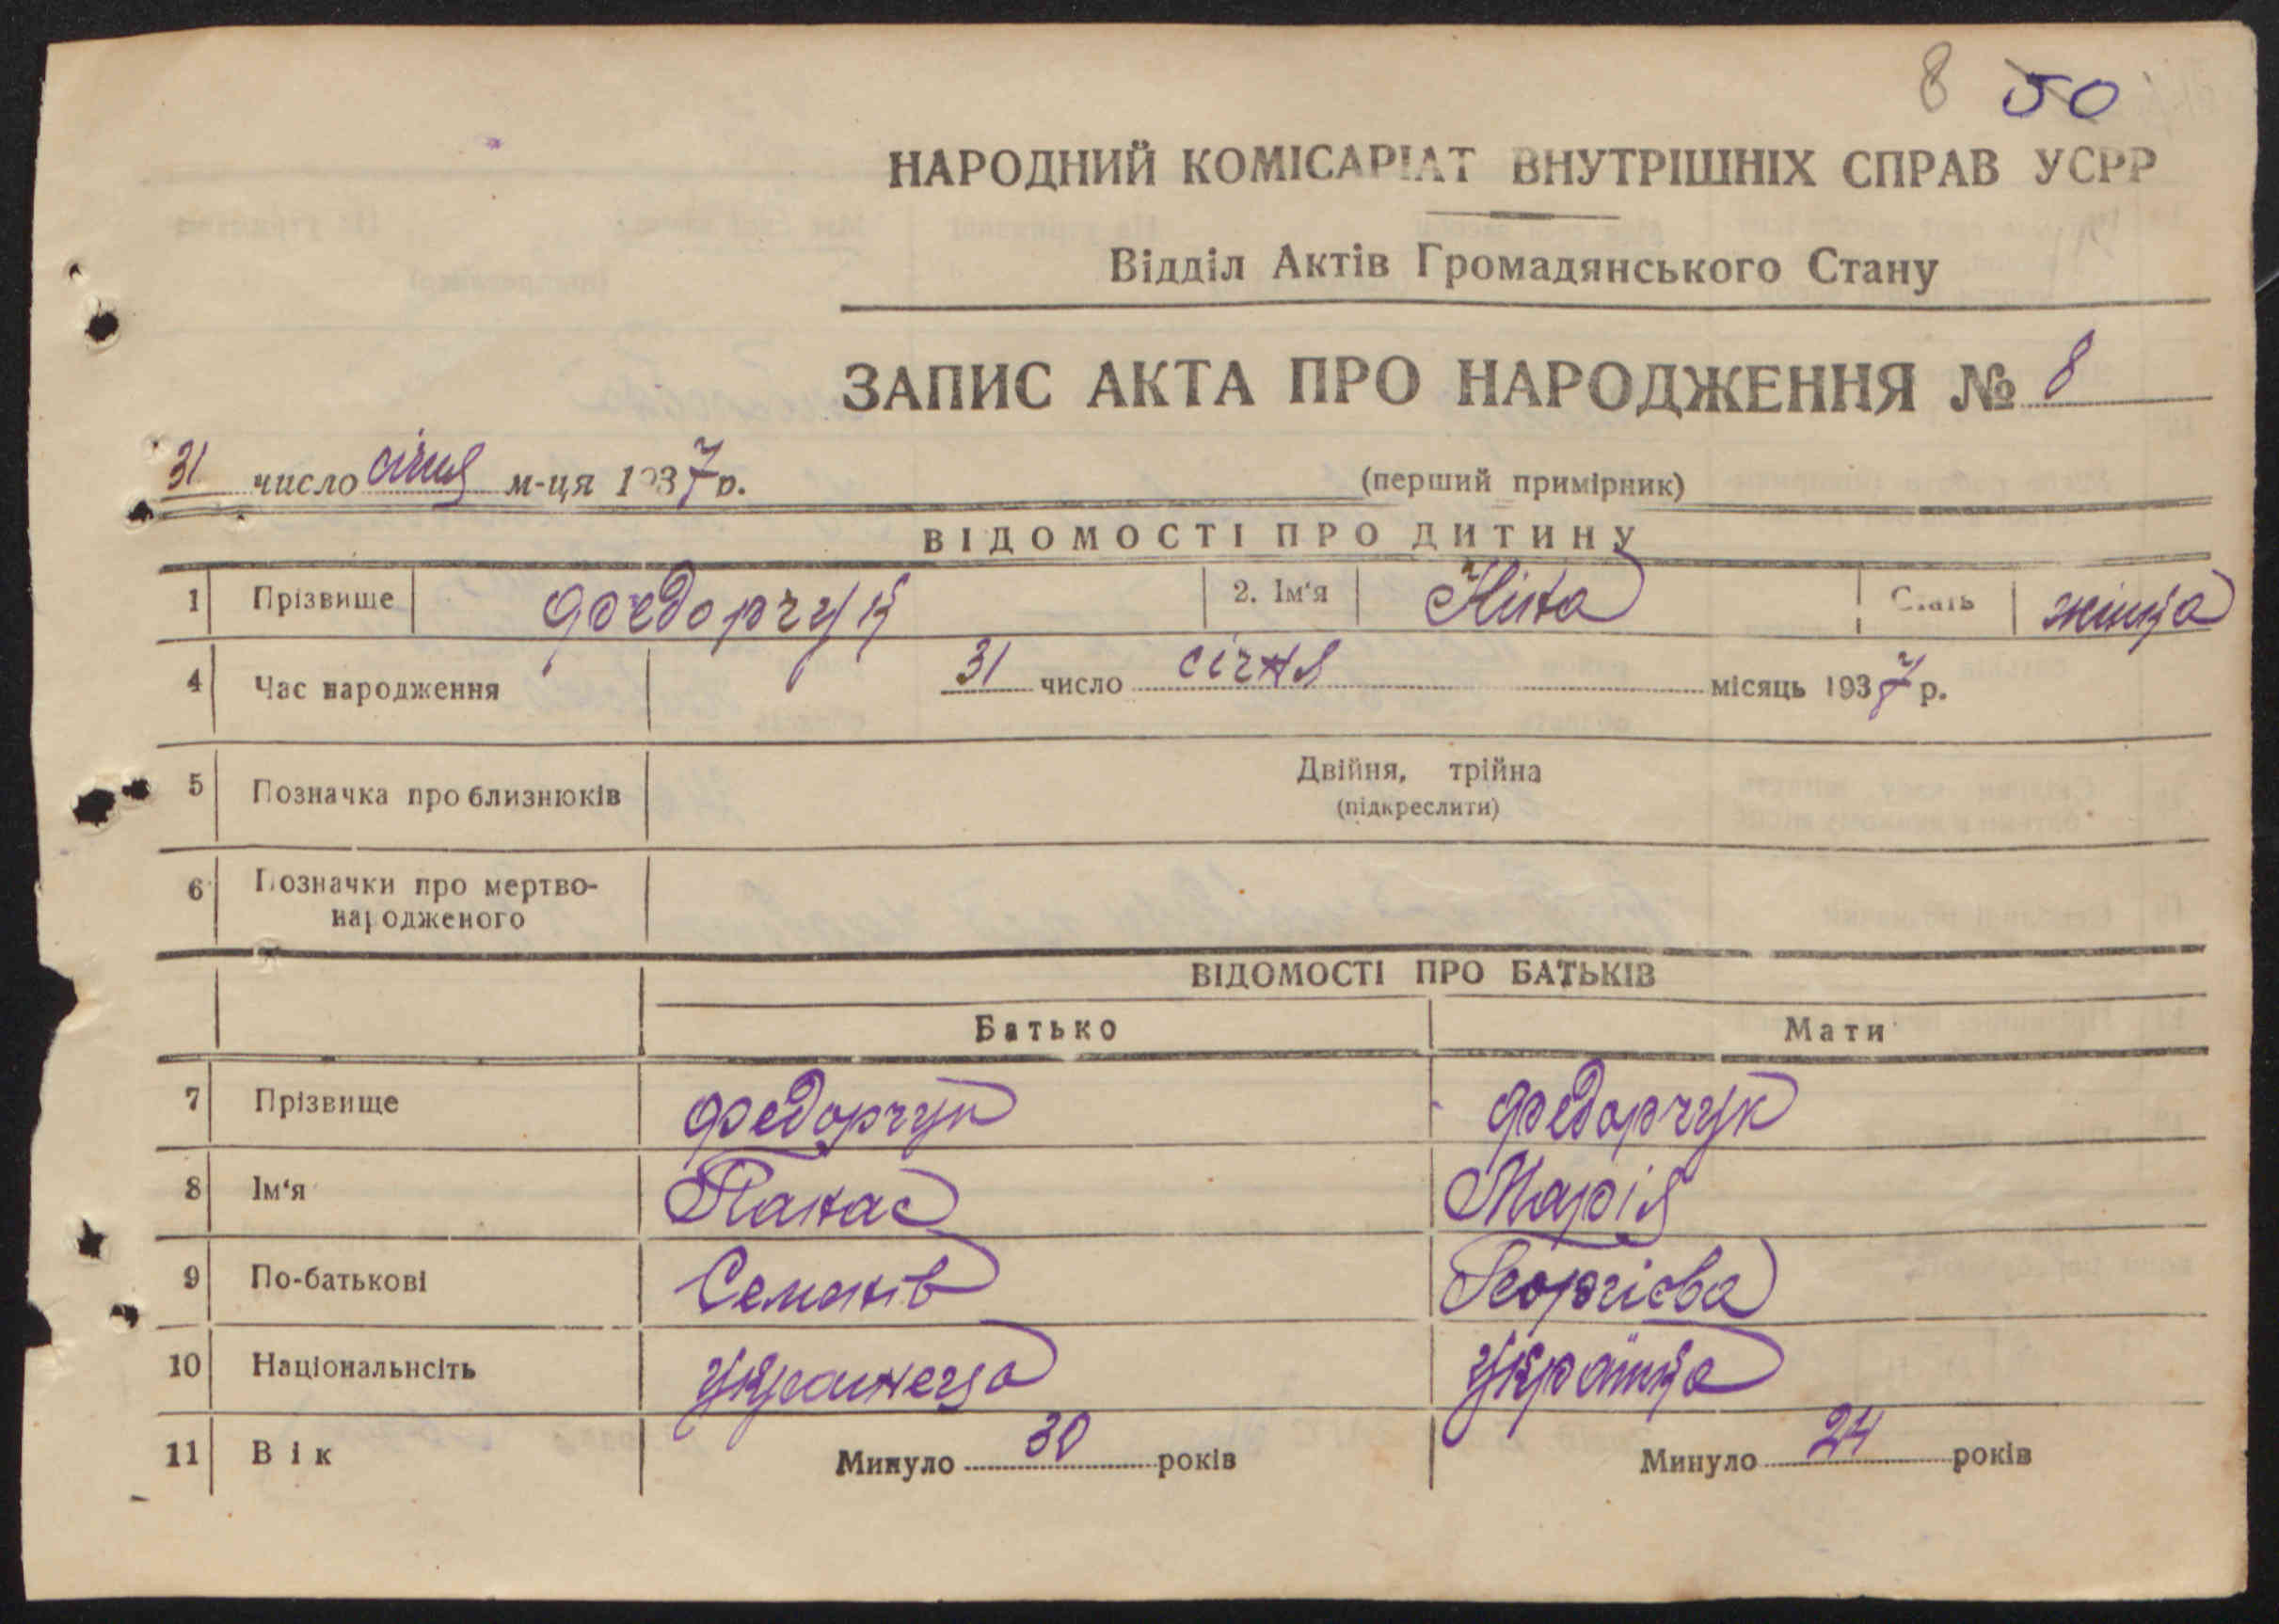 8 50
НАРОДНИЙ КОМІСАРІАТ ВНУТРІШНІХ СПРАВ УСРР
Відділ Актів Громадянського Стану
ЗАПИС АКТА ПРО НАРОДЖЕННЯ № 8
31 число січня м-ця 1937 р.
(перший примірник)
ВІДОМОСТІ ПРО ДИТИНУ
1 Прізвище Федорчук 2. Ім'я Ніна Стать жінка
4 Час народження 31 число січня місяць 1937 р.
5 Позначка про близнюків Двійня, трійна
(підкреслити)
6 Позначки про мертво-
народженого
ВІДОМОСТІ ПРО БАТЬКІВ
Батько Мати
7 Прізвище Федорчук Федорчук
8 Ім'я Панас Марія
9 По-батькові Семенів Георгієва
10 Національнсіть Українець Українка
11 Вік Минуло 30 років Минуло 24 років